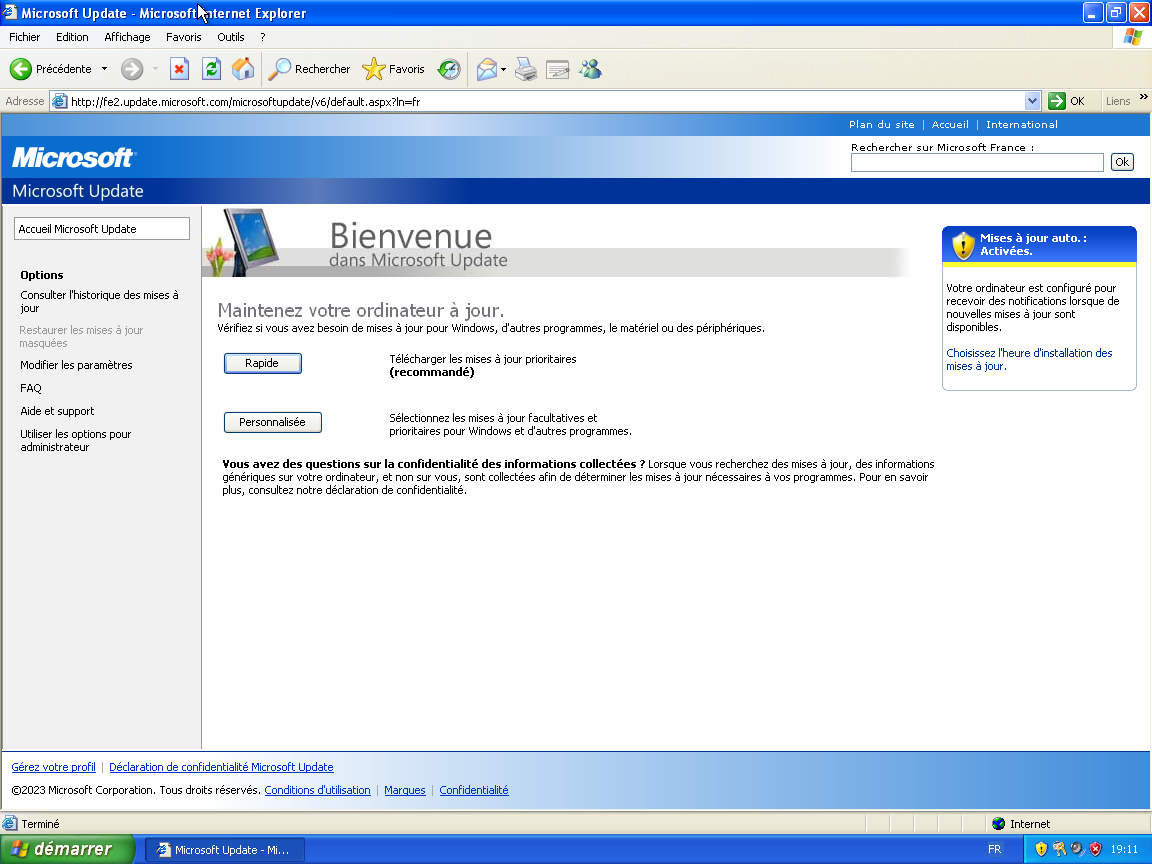 Microsoft Update - Microsoft Internet Explorer
Fichier Edition Affichage Favoris Outils ?
Précédente Rechercher Favoris
Adresse http://fe2.update.microsoft.com/microsoftupdate/v6/default.aspx?ln=fr OK Liens »
Plan du site | Accueil | International
Microsoft
Rechercher sur Microsoft France :
Ok
Microsoft Update
Accueil Microsoft Update
Options
Consulter l'historique des mises à
jour
Restaurer les mises à jour
masquées
Modifier les paramètres
FAQ
Aide et support
Utiliser les options pour
administrateur
Bienvenue
dans Microsoft Update
Maintenez votre ordinateur à jour.
Vérifiez si vous avez besoin de mises à jour pour Windows, d'autres programmes, le matériel ou des périphériques.
Rapide
Télécharger les mises à jour prioritaires
(recommandé)
Personnalisée
Sélectionnez les mises à jour facultatives et
prioritaires pour Windows et d'autres programmes.
Vous avez des questions sur la confidentialité des informations collectées ? Lorsque vous recherchez des mises à jour, des informations
génériques sur votre ordinateur, et non sur vous, sont collectées afin de déterminer les mises à jour nécessaires à vos programmes. Pour en savoir
plus, consultez notre déclaration de confidentialité.
Mises à jour auto. :
Activées.
Votre ordinateur est configuré pour
recevoir des notifications lorsque de
nouvelles mises à jour sont
disponibles.
Choisissez l'heure d'installation des
mises à jour.
Gérez votre profil | Déclaration de confidentialité Microsoft Update
©2023 Microsoft Corporation. Tous droits réservés. Conditions d'utilisation | Marques | Confidentialité
Terminé Internet
démarrer Microsoft Update - Mi... FR 19:11